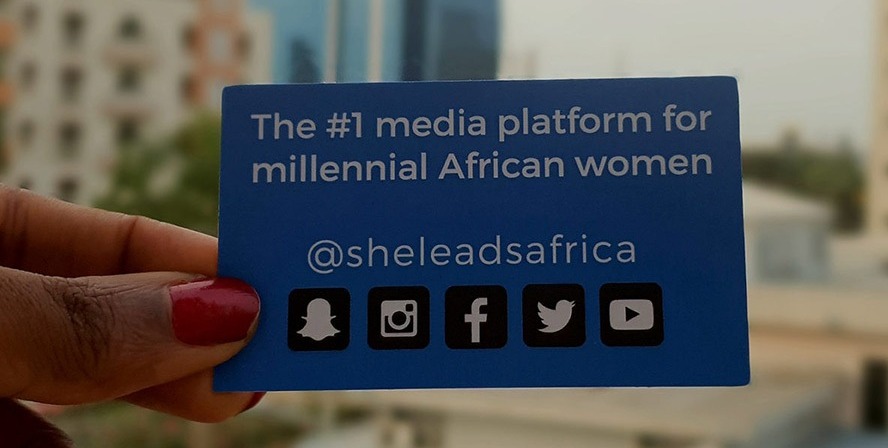 The #1 media platform for
millennial African women
@sheleadsafrica